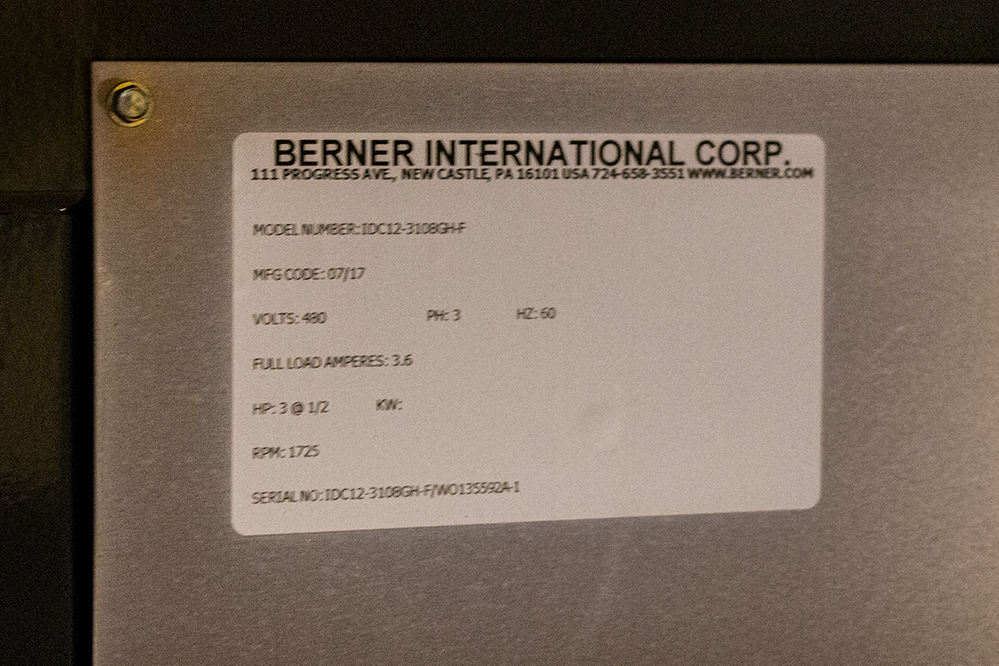 BERNER INTERNATIONAL CORP.
111 PROGRESS AVE., NEW CASTLE, PA 16101 USA 724-658-3551 WWW.BERNER.COM
MODEL NUMBER: IDC12-3108GH-F
MFG CODE: 07/17
VOLTS: 480 PH: 3 HZ: 60
FULL LOAD AMPERES: 3.6
HP: 3 @ 1/2 KW:
RPM: 1725
SERIAL NO: IDC12-3108GH-F/WO135592A-1